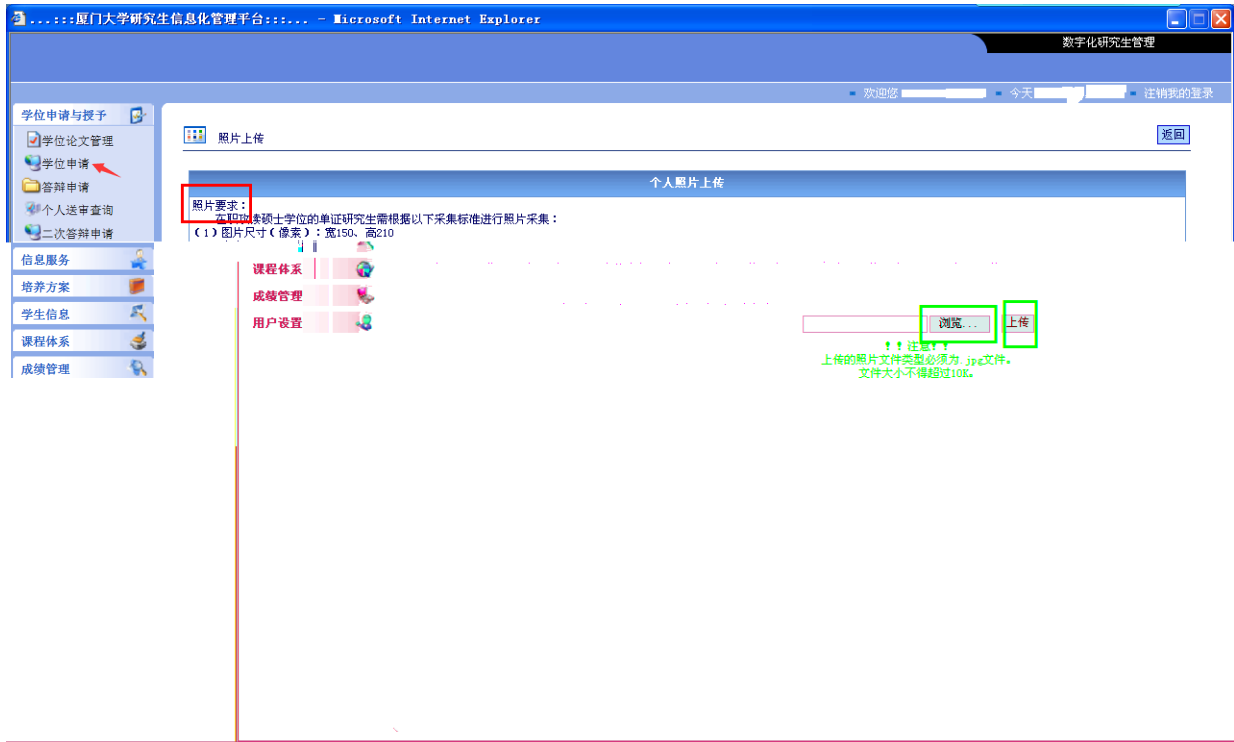 ...:::厦门大学研究生信息化管理平台:::... - Microsoft Internet Explorer
数字化研究生管理
欢迎您
今天
注销我的登录
学位申请与授予
学位论文管理
学位申请
答辩申请
个人送审查询
二次答辩申请
信息服务
培养方案
学生信息
课程体系
成绩管理
照片上传
返回
个人照片上传
照片要求：
在职攻读硕士学位的单证研究生需根据以下采集标准进行照片采集：
(1)图片尺寸(像素)：宽150、高210
课程体系
成绩管理
用户设置
浏览...
上传
！！注意！！
上传的照片文件类型必须为.jpg文件。
文件大小不得超过10K。